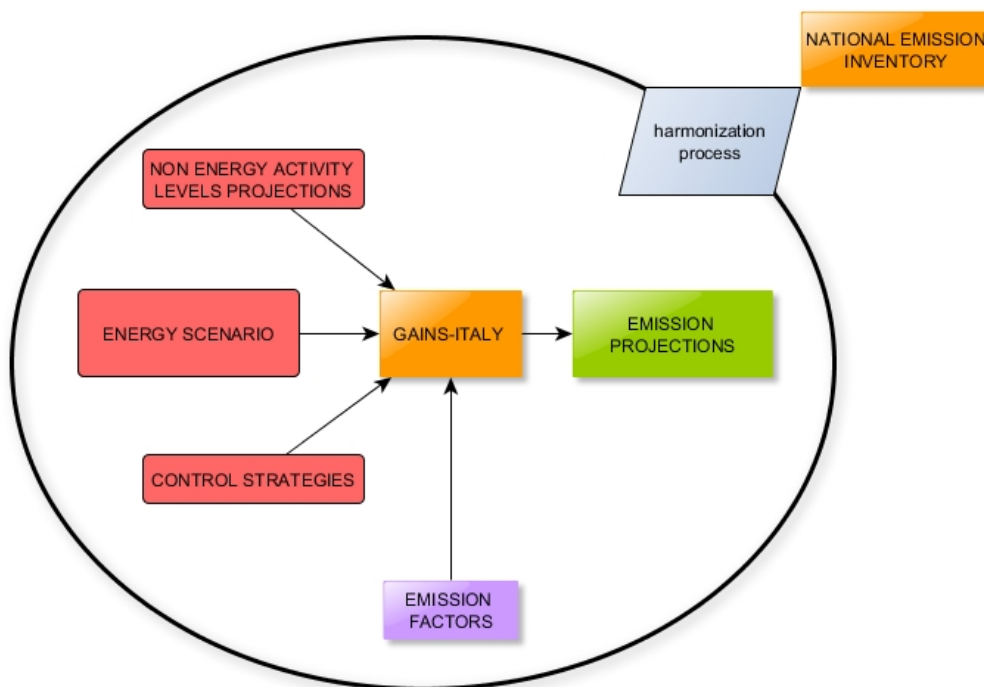 NATIONAL EMISSION
INVENTORY
harmonization
process
NON ENERGY ACTIVITY
LEVELS PROJECTIONS
ENERGY SCENARIO
GAINS-ITALY
EMISSION
PROJECTIONS
CONTROL STRATEGIES
EMISSION
FACTORS